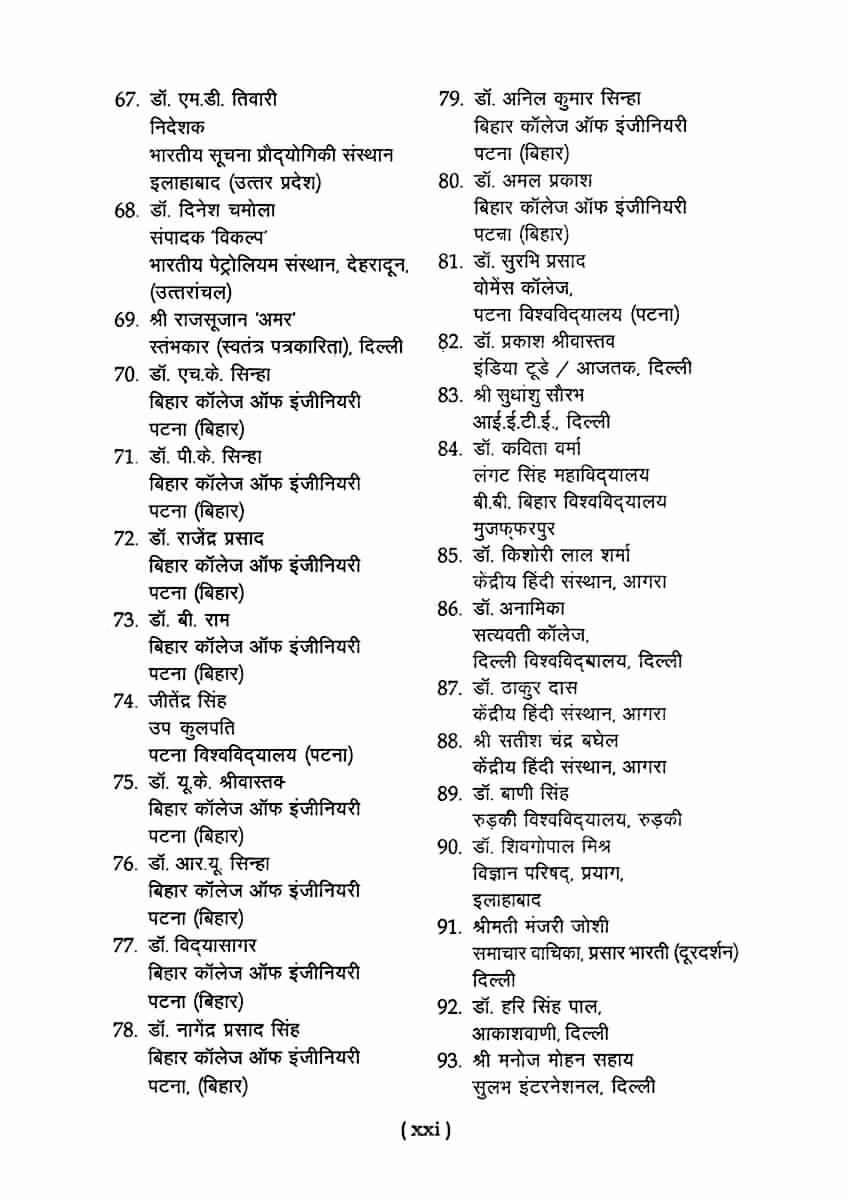 67. डॉ. एम.डी. तिवारी
निदेशक
भारतीय सूचना प्रौद्योगिकी संस्थान
इलाहाबाद (उत्तर प्रदेश)
68. डॉ. दिनेश चमोला
संपादक 'विकल्प'
भारतीय पेट्रोलियम संस्थान, देहरादून,
(उत्तरांचल)
69. श्री राजसूजान 'अमर'
स्तंभकार (स्वतंत्र पत्रकारिता), दिल्ली
70. डॉ. एच.के. सिन्हा
बिहार कॉलेज ऑफ इंजीनियरी
पटना (बिहार)
71. डॉ. पी.के. सिन्हा
बिहार कॉलेज ऑफ इंजीनियरी
पटना (बिहार)
72. डॉ. राजेंद्र प्रसाद
बिहार कॉलेज ऑफ इंजीनियरी
पटना (बिहार)
73. डॉ. बी. राम
बिहार कॉलेज ऑफ इंजीनियरी
पटना (बिहार)
74. जीतेंद्र सिंह
उप कुलपति
पटना विश्वविद्यालय (पटना)
75. डॉ. यू.के. श्रीवास्तव
बिहार कॉलेज ऑफ इंजीनियरी
पटना (बिहार)
76. डॉ. आर.यू. सिन्हा
बिहार कॉलेज ऑफ इंजीनियरी
पटना (बिहार)
77. डॉ. विद्यासागर
बिहार कॉलेज ऑफ इंजीनियरी
पटना (बिहार)
78. डॉ. नागेंद्र प्रसाद सिंह
बिहार कॉलेज ऑफ इंजीनियरी
पटना, (बिहार)
79. डॉ. अनिल कुमार सिन्हा
बिहार कॉलेज ऑफ इंजीनियरी
पटना (बिहार)
80. डॉ. अमल प्रकाश
बिहार कॉलेज ऑफ इंजीनियरी
पटना (बिहार)
81. डॉ. सुरभि प्रसाद
वोमेंस कॉलेज,
पटना विश्वविद्यालय (पटना)
82. डॉ. प्रकाश श्रीवास्तव
इंडिया टूडे / आजतक, दिल्ली
83. श्री सुधांशु सौरभ
आई.ई.टी.ई., दिल्ली
84. डॉ. कविता वर्मा
लंगट सिंह महाविद्यालय
बी.बी. बिहार विश्वविद्यालय
मुजफ्फरपुर
85. डॉ. किशोरी लाल शर्मा
केंद्रीय हिंदी संस्थान, आगरा
86. डॉ. अनामिका
सत्यवती कॉलेज,
दिल्ली विश्वविद्यालय, दिल्ली
87. डॉ. ठाकुर दास
केंद्रीय हिंदी संस्थान, आगरा
88. श्री सतीश चंद्र बघेल
केंद्रीय हिंदी संस्थान, आगरा
89. डॉ. बाणी सिंह
रुड़की विश्वविद्यालय, रुड़की
90. डॉ. शिवगोपाल मिश्र
विज्ञान परिषद्, प्रयाग,
इलाहाबाद
91. श्रीमती मंजरी जोशी
समाचार वाचिका, प्रसार भारती (दूरदर्शन)
दिल्ली
92. डॉ. हरि सिंह पाल,
आकाशवाणी, दिल्ली
93. श्री मनोज मोहन सहाय
सुलभ इंटरनेशनल, दिल्ली
( xxi )